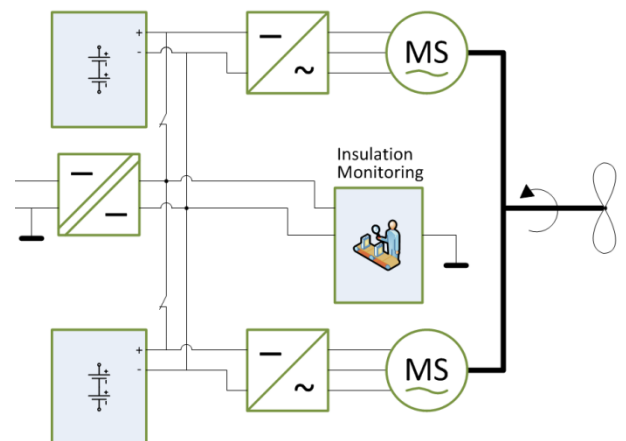 +
-
MS
Insulation
Monitoring
+
-
MS